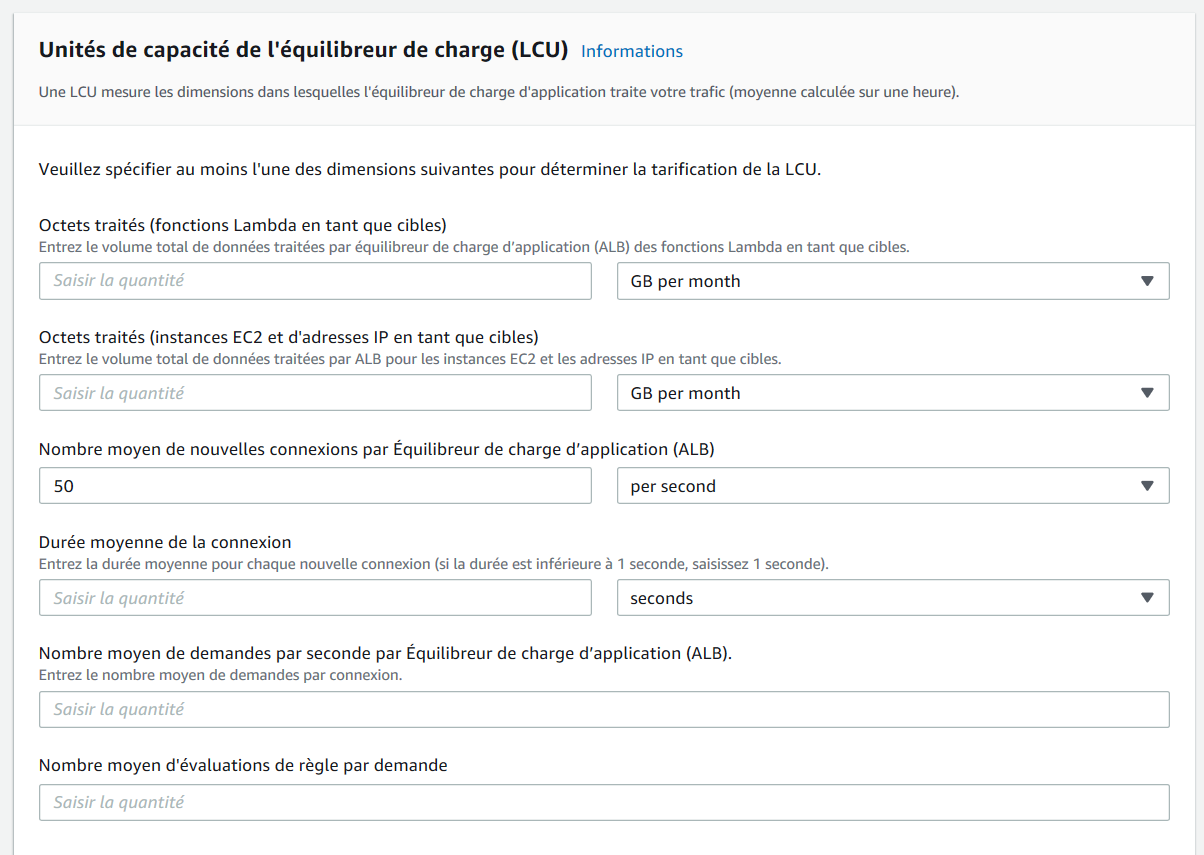 Unités de capacité de l'équilibreur de charge (LCU) Informations
Une LCU mesure les dimensions dans lesquelles l'équilibreur de charge d'application traite votre trafic (moyenne calculée sur une heure).
Veuillez spécifier au moins l'une des dimensions suivantes pour déterminer la tarification de la LCU.
Octets traités (fonctions Lambda en tant que cibles)
Entrez le volume total de données traitées par équilibreur de charge d’application (ALB) des fonctions Lambda en tant que cibles.
Saisir la quantité GB per month
Octets traités (instances EC2 et d'adresses IP en tant que cibles)
Entrez le volume total de données traitées par ALB pour les instances EC2 et les adresses IP en tant que cibles.
Saisir la quantité GB per month
Nombre moyen de nouvelles connexions par Équilibreur de charge d’application (ALB)
50 per second
Durée moyenne de la connexion
Entrez la durée moyenne pour chaque nouvelle connexion (si la durée est inférieure à 1 seconde, saisissez 1 seconde).
Saisir la quantité seconds
Nombre moyen de demandes par seconde par Équilibreur de charge d’application (ALB).
Entrez le nombre moyen de demandes par connexion.
Saisir la quantité
Nombre moyen d'évaluations de règle par demande
Saisir la quantité